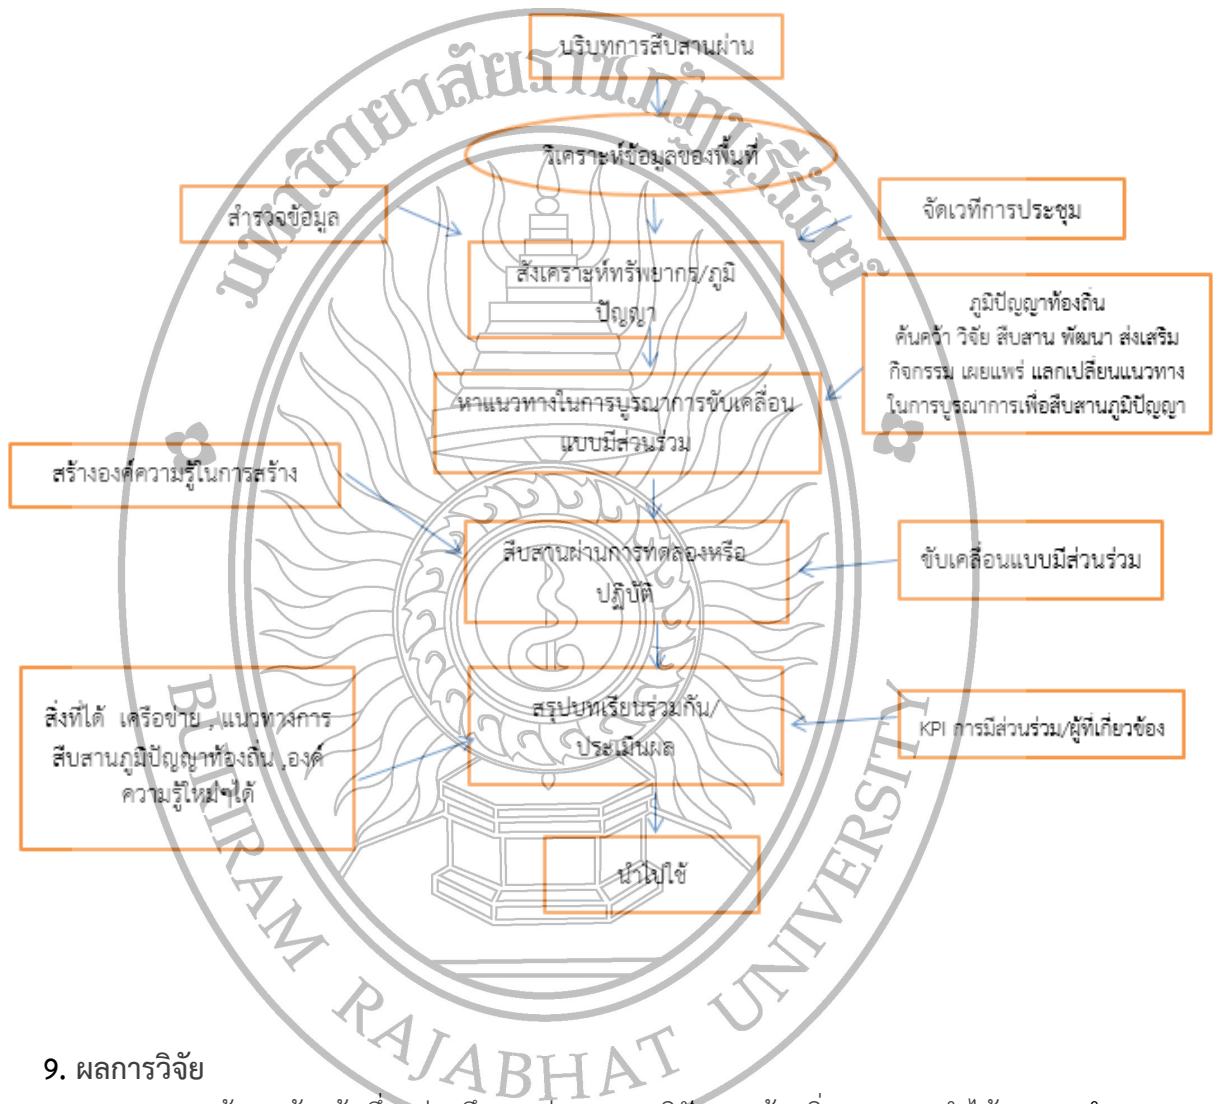 บริบทการสืบสานผ่าน
วิเคราะห์ข้อมูลของพื้นที่
สำรวจข้อมูล
จัดเวทีการประชุม
สังเคราะห์ทรัพยากร/ภูมิ
ปัญญา
ภูมิปัญญาท้องถิ่น
ค้นคว้า วิจัย สืบสาน พัฒนา ส่งเสริม
กิจกรรม เผยแพร่ แลกเปลี่ยนแนวทาง
ในการบูรณาการเพื่อสืบสานภูมิปัญญา
หาแนวทางในการบูรณาการขับเคลื่อน
แบบมีส่วนร่วม
สร้างองค์ความรู้ในการสร้าง
สืบสานผ่านการทดลองหรือ
ปฏิบัติ
ขับเคลื่อนแบบมีส่วนร่วม
สิ่งที่ได้ เครือข่าย , แนวทางการ
สืบสานภูมิปัญญาท้องถิ่น ,องค์
ความรู้ใหม่ๆได้
สรุปบทเรียนร่วมกัน/
ประเมินผล
KPI การมีส่วนร่วม/ผู้ที่เกี่ยวข้อง
นำไปใช้
มหาวิทยาลัยราชภัฏบุรีรัมย์
BURIRAM RAJABHAT UNIVERSITY
9. ผลการวิจัย